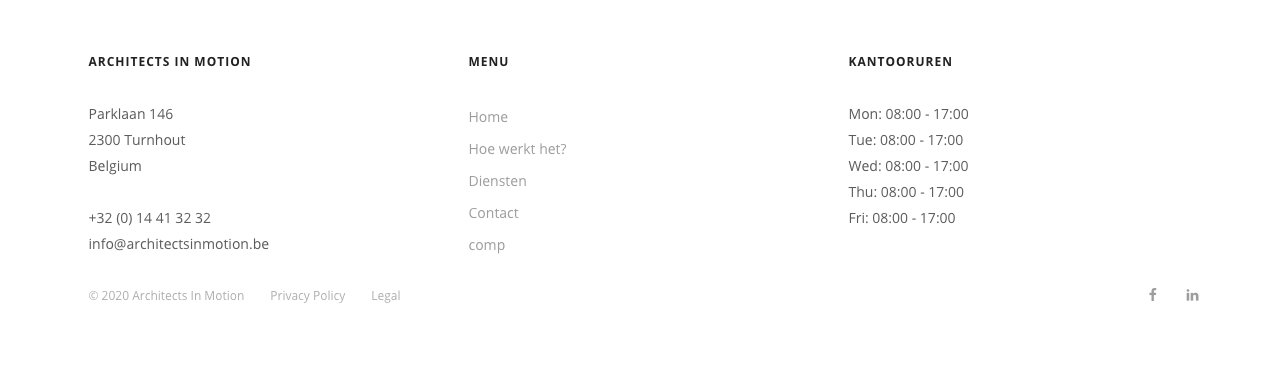 ARCHITECTS IN MOTION
Parklaan 146
2300 Turnhout
Belgium
+32 (0) 14 41 32 32
info@architectsinmotion.be
MENU
Home
Hoe werkt het?
Diensten
Contact
comp
KANTOORUREN
Mon: 08:00 - 17:00
Tue: 08:00 - 17:00
Wed: 08:00 - 17:00
Thu: 08:00 - 17:00
Fri: 08:00 - 17:00
© 2020 Architects In Motion Privacy Policy Legal